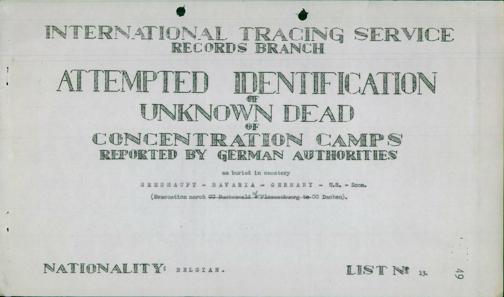 INTERNATIONAL TRACING SERVICE
RECORDS BRANCH
ATTEMPTED IDENTIFICATION
OF
UNKNOWN DEAD
OF
CONCENTRATION CAMPS
REPORTED BY GERMAN AUTHORITIES
as buried in cemetery
SEESHAUPT - BAVARIA - GERMANY - U.S. - Zone.
(Evacuation march CC Buchenwald Flossenbuerg to CC Dachau).
NATIONALITY: BELGIAN.
LIST Nº 13.
49